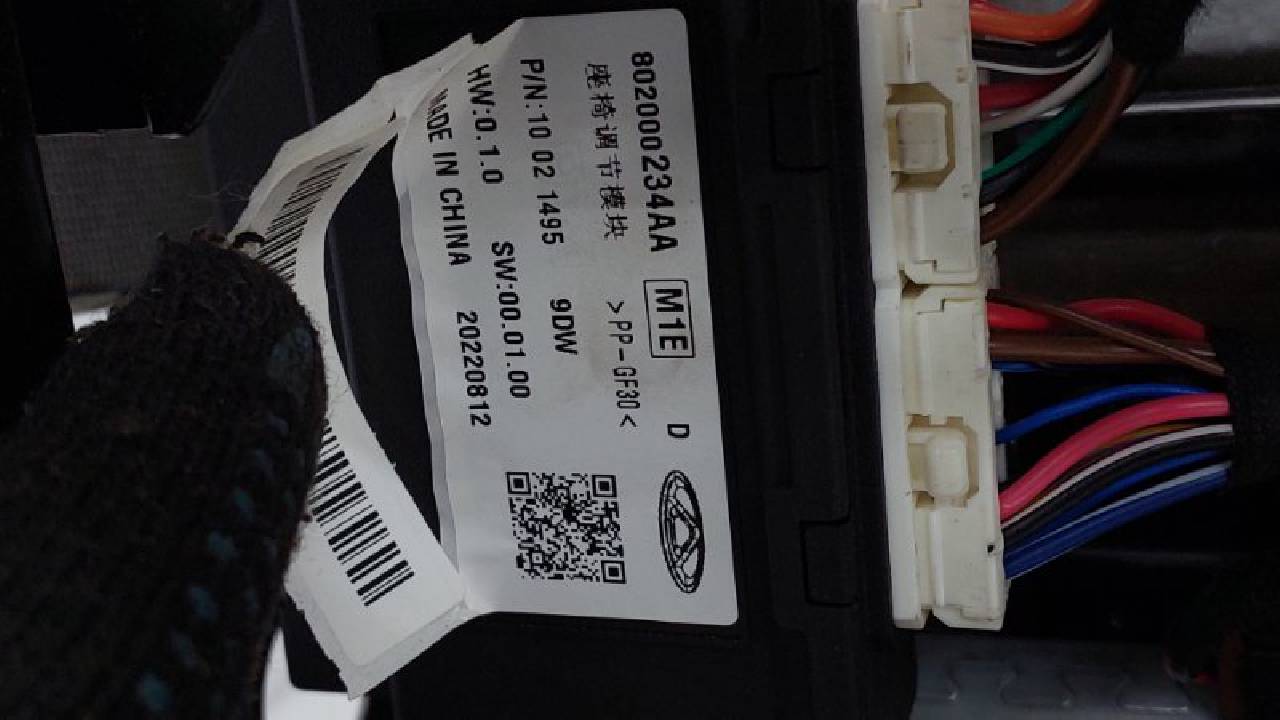 802000234AA M1E D
座椅调节模块 >PP-GF30<
P/N:10 02 1495 9DW
HW:0.1.0 SW:00.01.00
MADE IN CHINA 20220812